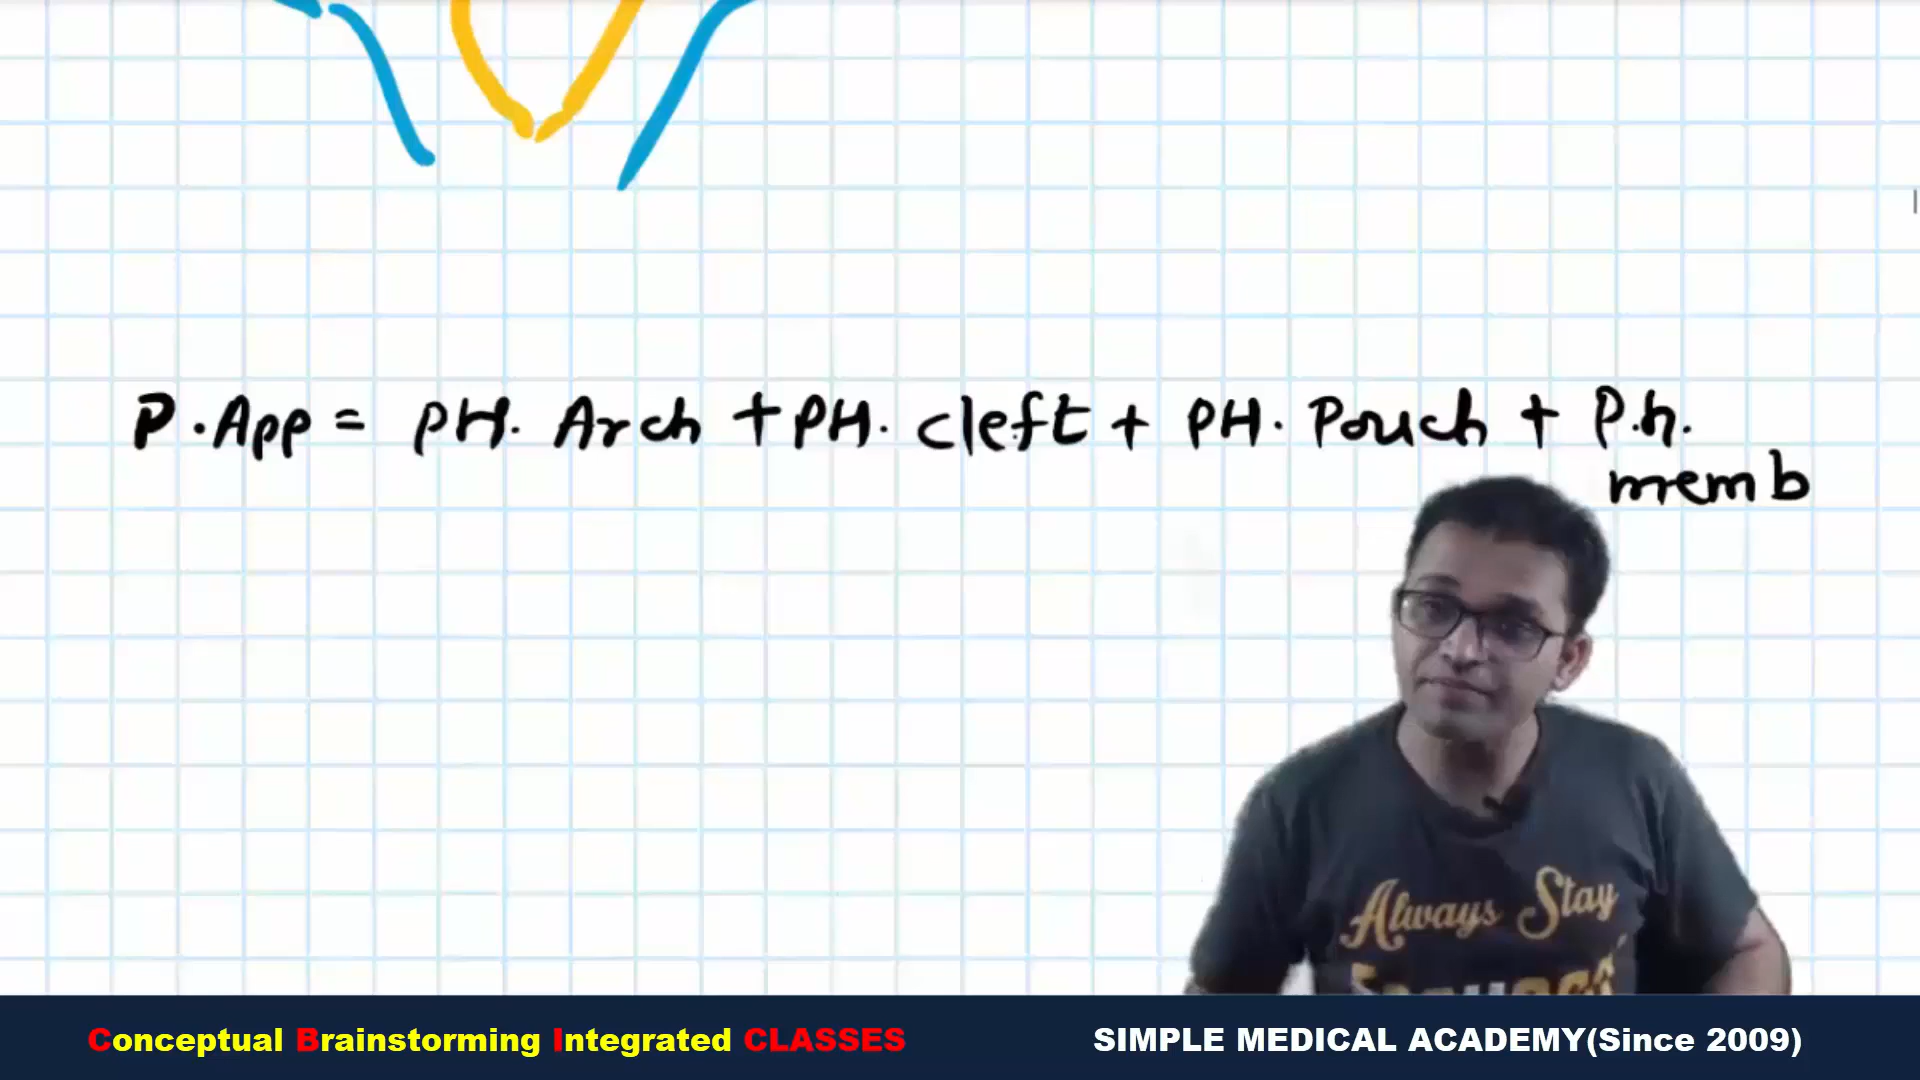 P. App = PH. Arch + PH. cleft + PH. Pouch + P.h.
memb
Always Stay
Conceptual Brainstorming Integrated CLASSES
SIMPLE MEDICAL ACADEMY(Since 2009)